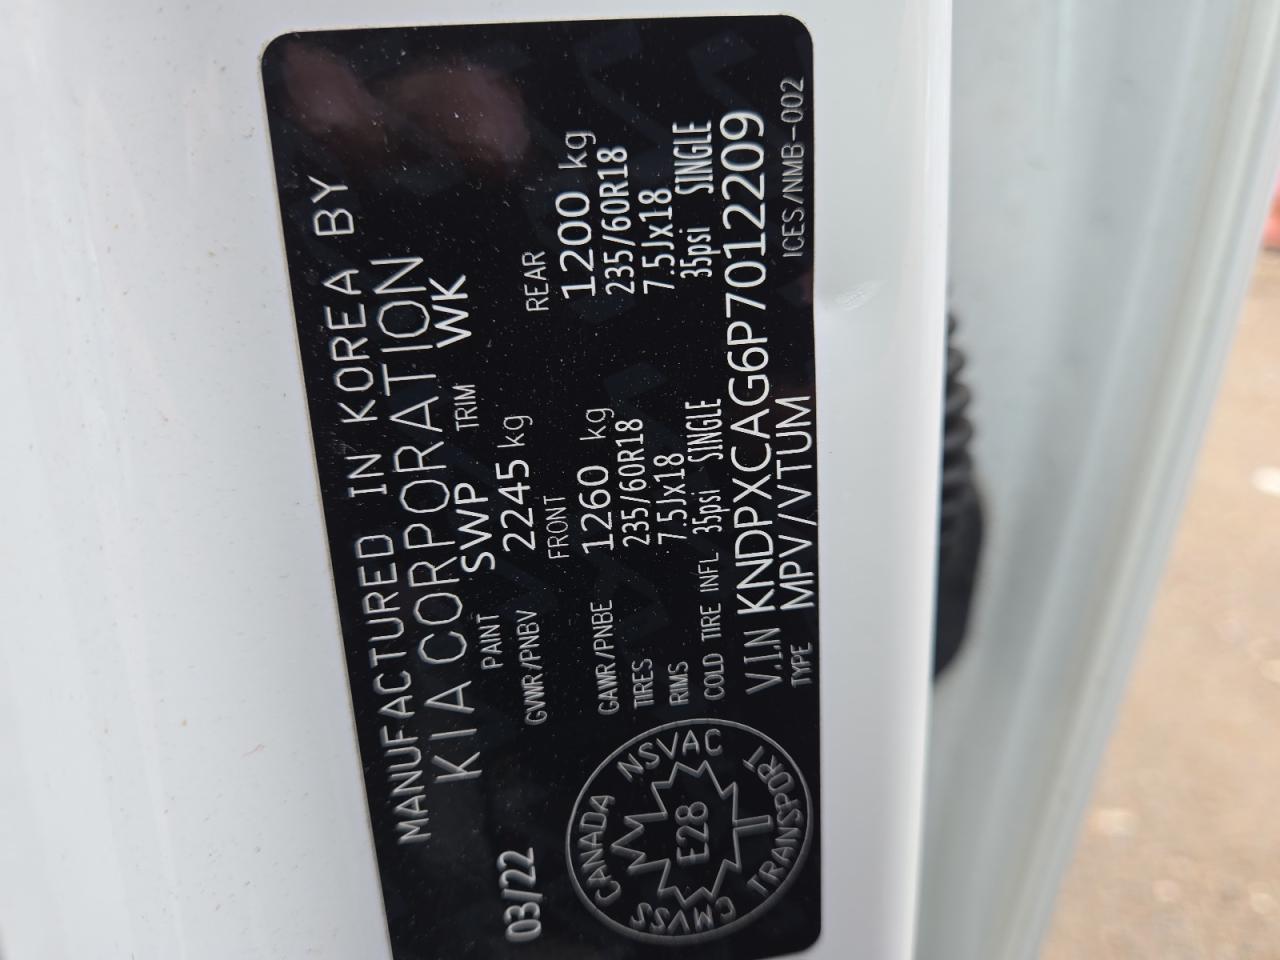 MANUFACTURED IN KOREA BY
KIA CORPORATION
03/22 PAINT SWP TRIM WK
GVWR/PNBV 2245 kg
FRONT REAR
GAWR/PNBE 1260 kg 1200 kg
TIRES 235/60R18 235/60R18
RIMS 7.5Jx18 7.5Jx18
COLD TIRE INFL 35psi SINGLE 35psi SINGLE
V.I.N KNDPXCAG6P7012209
TYPE MPV/VTUM ICES/NMB-002
CANADA NSVAC
E28
CMVSS TRANSPORT